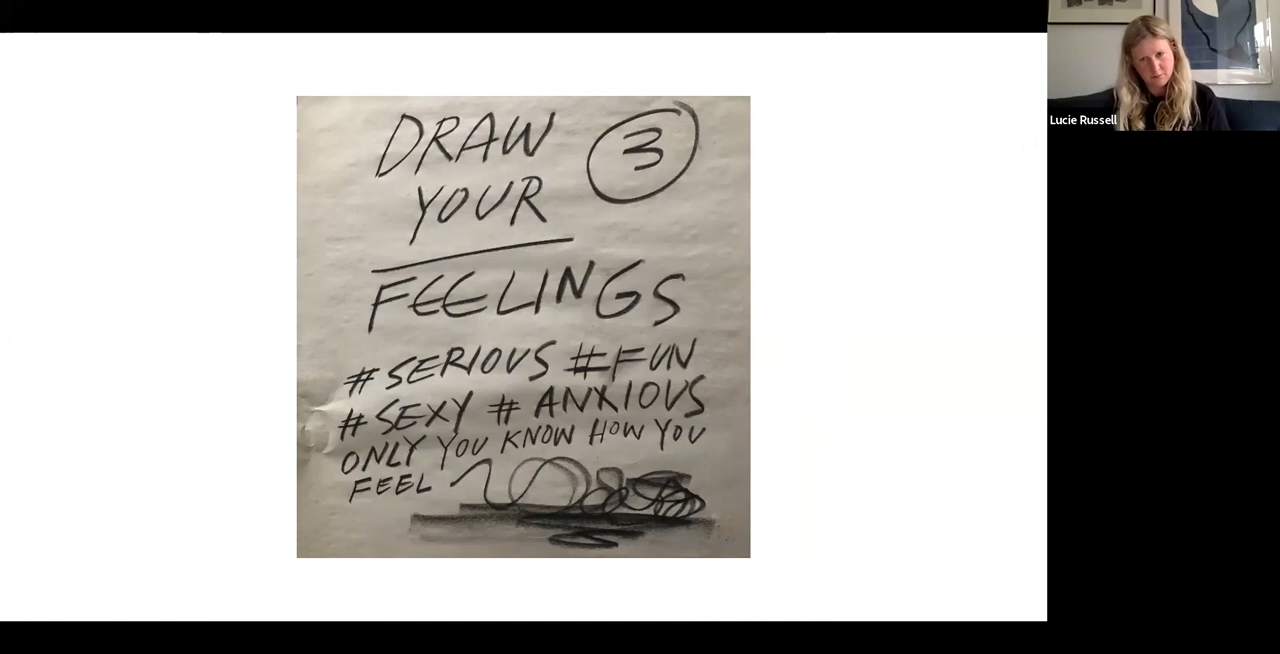 DRAW 3
YOUR
FEELINGS
#SERIOUS #FUN
#SEXY # ANXIOUS
ONLY YOU KNOW HOW YOU
FEEL
Lucie Russell